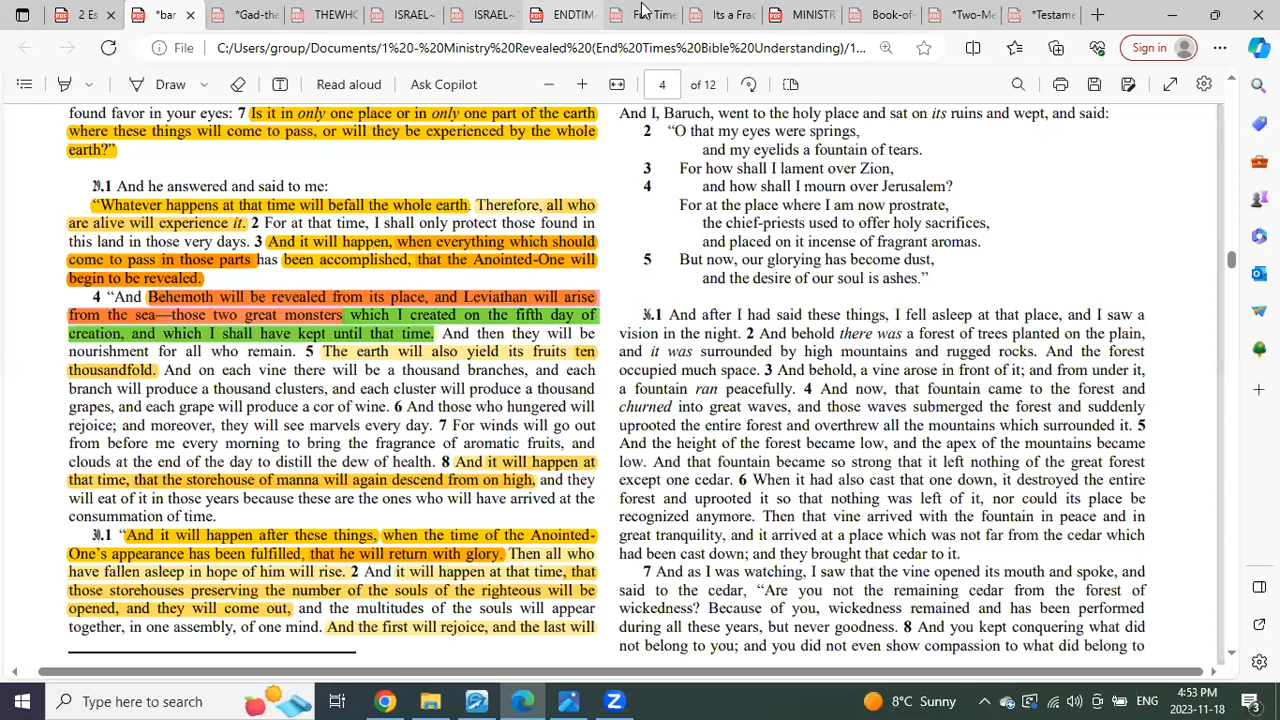 2 Es
*bar
*Gad-the
THEWHO
ISRAEL~
ISRAEL~
ENDTIM
Its a Frac
MINISTR
Book-of-
*Two-Me
*Testame
File
C:/Users/group/Documents/1%20-%20Ministry%20Revealed%20(End%20Times%20Bible%20Understanding)/1...
Sign in
Draw
Read aloud
Ask Copilot
4
of 12
found favor in your eyes: 7 Is it in only one place or in only one part of the earth
where these things will come to pass, or will they be experienced by the whole
earth?”
29.1 And he answered and said to me:
“Whatever happens at that time will befall the whole earth. Therefore, all who
are alive will experience it. 2 For at that time, I shall only protect those found in
this land in those very days. 3 And it will happen, when everything which should
come to pass in those parts has been accomplished, that the Anointed-One will
begin to be revealed.
4 “And Behemoth will be revealed from its place, and Leviathan will arise
from the sea—those two great monsters which I created on the fifth day of
creation, and which I shall have kept until that time. And then they will be
nourishment for all who remain. 5 The earth will also yield its fruits ten
thousandfold. And on each vine there will be a thousand branches, and each
branch will produce a thousand clusters, and each cluster will produce a thousand
grapes, and each grape will produce a cor of wine. 6 And those who hungered will
rejoice; and moreover, they will see marvels every day. 7 For winds will go out
from before me every morning to bring the fragrance of aromatic fruits, and
clouds at the end of the day to distill the dew of health. 8 And it will happen at
that time, that the storehouse of manna will again descend from on high, and they
will eat of it in those years because these are the ones who will have arrived at the
consummation of time.
30.1 “And it will happen after these things, when the time of the Anointed-
One’s appearance has been fulfilled, that he will return with glory. Then all who
have fallen asleep in hope of him will rise. 2 And it will happen at that time, that
those storehouses preserving the number of the souls of the righteous will be
opened, and they will come out, and the multitudes of the souls will appear
together, in one assembly, of one mind. And the first will rejoice, and the last will
And I, Baruch, went to the holy place and sat on its ruins and wept, and said:
2 “O that my eyes were springs,
and my eyelids a fountain of tears.
3 For how shall I lament over Zion,
4 and how shall I mourn over Jerusalem?
For at the place where I am now prostrate,
the chief-priests used to offer holy sacrifices,
and placed on it incense of fragrant aromas.
5 But now, our glorying has become dust,
and the desire of our soul is ashes.”
36.1 And after I had said these things, I fell asleep at that place, and I saw a
vision in the night. 2 And behold there was a forest of trees planted on the plain,
and it was surrounded by high mountains and rugged rocks. And the forest
occupied much space. 3 And behold, a vine arose in front of it; and from under it,
a fountain ran peacefully. 4 And now, that fountain came to the forest and
churned into great waves, and those waves submerged the forest and suddenly
uprooted the entire forest and overthrew all the mountains which surrounded it. 5
And the height of the forest became low, and the apex of the mountains became
low. And that fountain became so strong that it left nothing of the great forest
except one cedar. 6 When it had also cast that one down, it destroyed the entire
forest and uprooted it so that nothing was left of it, nor could its place be
recognized anymore. Then that vine arrived with the fountain in peace and in
great tranquility, and it arrived at a place which was not far from the cedar which
had been cast down; and they brought that cedar to it.
7 And as I was watching, I saw that the vine opened its mouth and spoke, and
said to the cedar, “Are you not the remaining cedar from the forest of
wickedness? Because of you, wickedness remained and has been performed
during all these years, but never goodness. 8 And you kept conquering what did
not belong to you; and you did not even show compassion to what did belong to
Type here to search
8°C Sunny
ENG
4:53 PM
2023-11-18
3